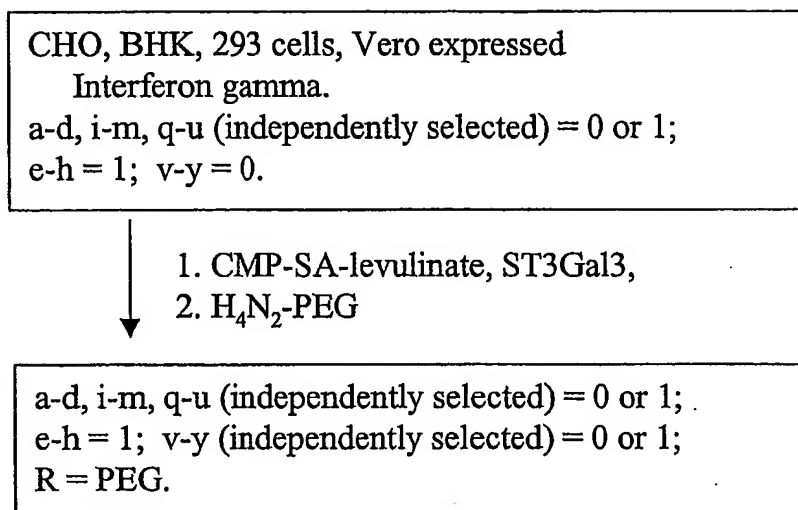 CHO, BHK, 293 cells, Vero expressed
Interferon gamma.
a-d, i-m, q-u (independently selected) = 0 or 1;
e-h = 1; v-y = 0.
1. CMP-SA-levulinate, ST3Gal3,
2. H₄N₂-PEG
a-d, i-m, q-u (independently selected) = 0 or 1;
e-h = 1; v-y (independently selected) = 0 or 1;
R = PEG.